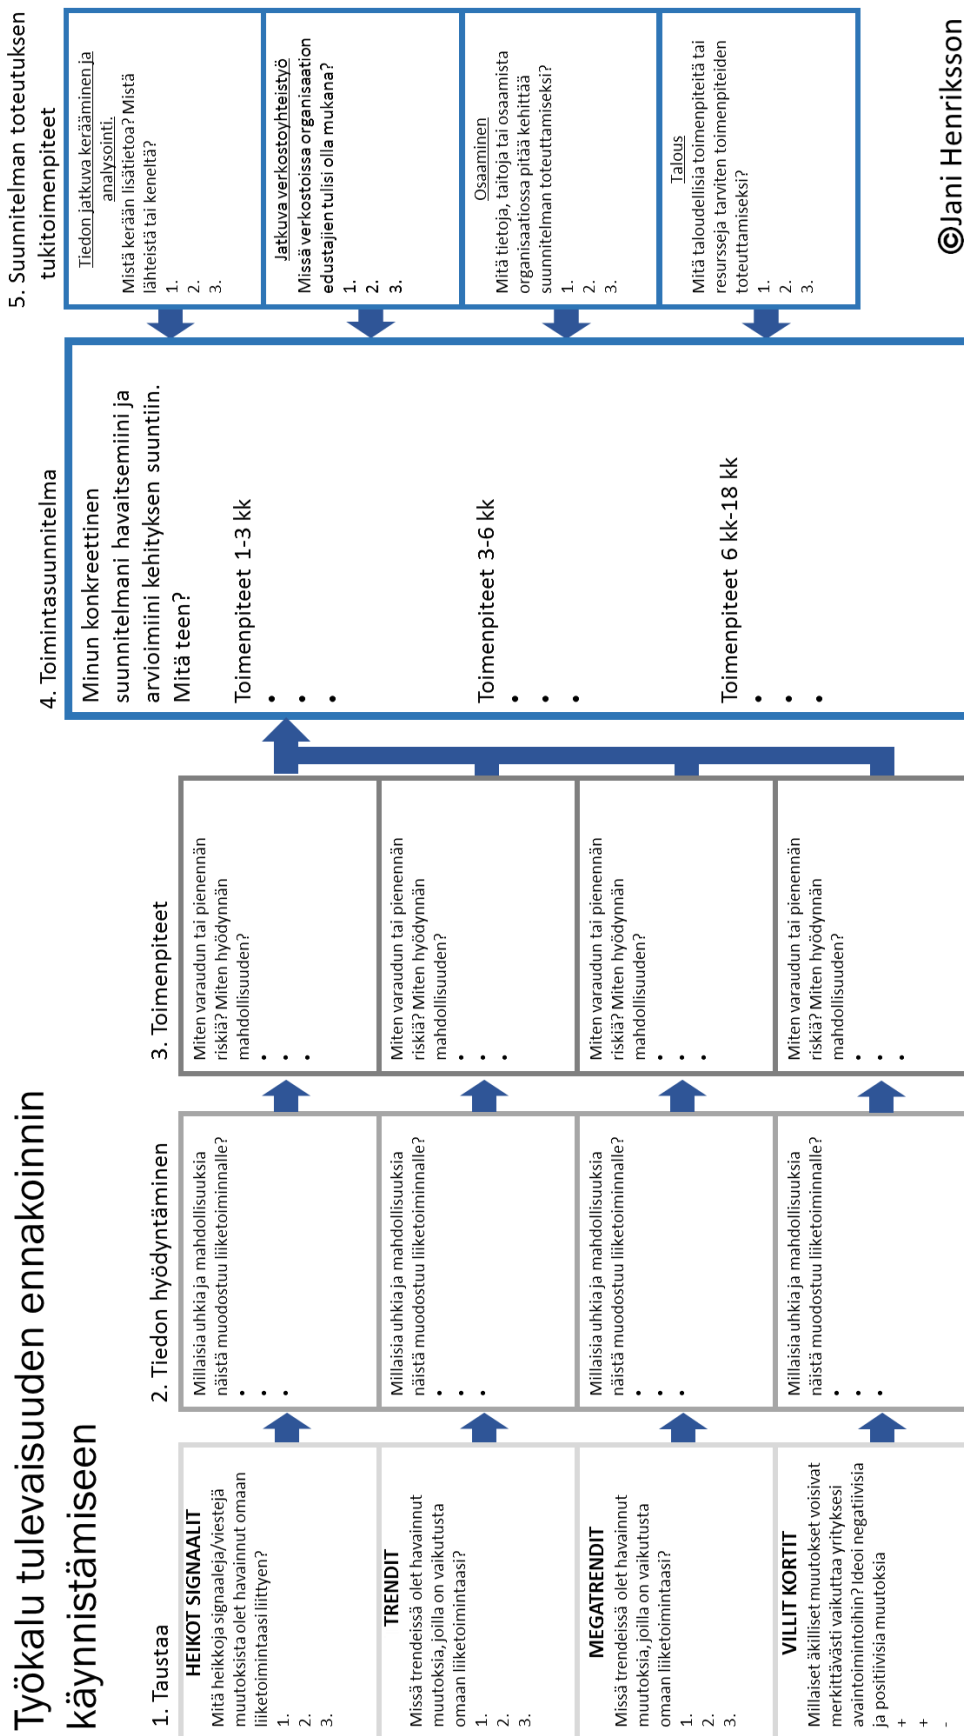 Työkalu tulevaisuuden ennakoinnin
käynnistämiseen
1. Taustaa
HEIKOT SIGNAALIT
Mitä heikkoja signaaleja/viestejä
muutoksista olet havainnut omaan
liiketoimintaasi liittyen?
1.
2.
3.
TRENDIT
Missä trendeissä olet havainnut
muutoksia, joilla on vaikutusta
omaan liiketoimintaasi?
1.
2.
3.
MEGATRENDIT
Missä trendeissä olet havainnut
muutoksia, joilla on vaikutusta
omaan liiketoimintaasi?
1.
2.
3.
VILLIT KORTIT
Millaiset äkilliset muutokset voisivat
merkittävästi vaikuttaa yrityksesi
avaintoimintoihin? Ideoi negatiivisia
ja positiivisia muutoksia
+
+
-
2. Tiedon hyödyntäminen
Millaisia uhkia ja mahdollisuuksia
näistä muodostuu liiketoiminnalle?
•
•
•
Millaisia uhkia ja mahdollisuuksia
näistä muodostuu liiketoiminnalle?
•
•
•
Millaisia uhkia ja mahdollisuuksia
näistä muodostuu liiketoiminnalle?
•
•
•
Millaisia uhkia ja mahdollisuuksia
näistä muodostuu liiketoiminnalle?
•
•
•
3. Toimenpiteet
Miten varaudun tai pienennän
riskiä? Miten hyödynnän
mahdollisuuden?
•
•
•
Miten varaudun tai pienennän
riskiä? Miten hyödynnän
mahdollisuuden?
•
•
•
Miten varaudun tai pienennän
riskiä? Miten hyödynnän
mahdollisuuden?
•
•
•
Miten varaudun tai pienennän
riskiä? Miten hyödynnän
mahdollisuuden?
•
•
•
4. Toimintasuunnitelma
Minun konkreettinen
suunnitelmani havaitsemiini ja
arvioimiini kehityksen suuntiin.
Mitä teen?
Toimenpiteet 1-3 kk
•
•
•
Toimenpiteet 3-6 kk
•
•
•
Toimenpiteet 6 kk-18 kk
•
•
•
5. Suunnitelman toteutuksen
tukitoimenpiteet
Tiedon jatkuva kerääminen ja
analysointi.
Mistä kerään lisätietoa? Mistä
lähteistä tai keneltä?
1.
2.
3.
Jatkuva verkostoyhteistyö
Missä verkostoissa organisaation
edustajien tulisi olla mukana?
1.
2.
3.
Osaaminen
Mitä tietoja, taitoja tai osaamista
organisaatiossa pitää kehittää
suunnitelman toteuttamiseksi?
1.
2.
3.
Talous
Mitä taloudellisia toimenpiteitä tai
resursseja tarviten toimenpiteiden
toteuttamiseksi?
1.
2.
3.
©Jani Henriksson